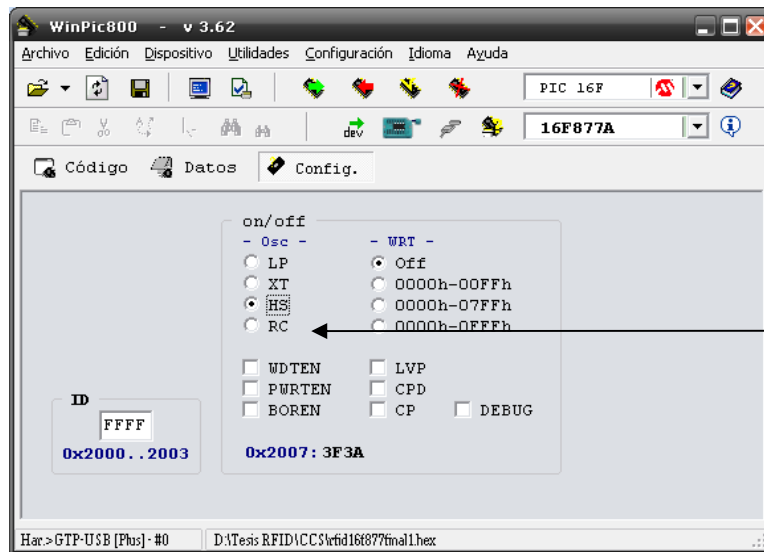 WinPic800 - v 3.62
Archivo Edición Dispositivo Utilidades Configuración Idioma Ayuda
PIC 16F
dev
16F877A
Código Datos Config.
on/off
- Osc - - WRT -
LP Off
XT 0000h-00FFh
HS 0000h-07FFh
RC 0000h-0FFFh
WDTEN LVP
PWRTEN CPD
BOREN CP DEBUG
ID
FFFF
0x2000..2003
0x2007: 3F3A
Har.>GTP-USB [Plus] - #0 D:\Tesis RFID\CCS\rfid16f877final1.hex